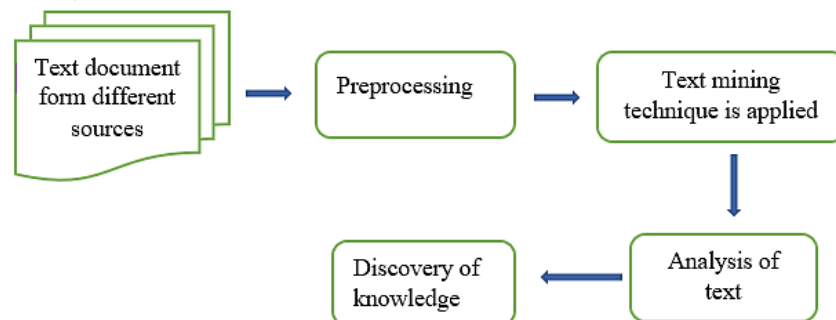 Text document
form different
sources
Preprocessing
Text mining
technique is applied
Analysis of
text
Discovery of
knowledge